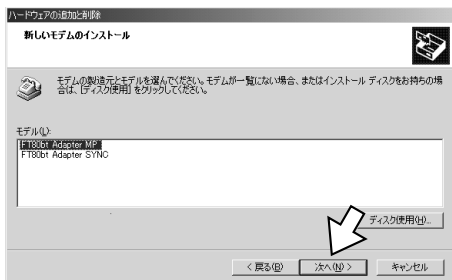 ハードウェアの追加と削除
新しいモデムのインストール
モデムの製造元とモデルを選んでください。モデムが一覧にない場合、またはインストール ディスクをお持ちの場
合は、[ディスク使用] をクリックしてください。
モデル(L):
FT80bt Adapter MP
FT80bt Adapter SYNC
ディスク使用(H)...
< 戻る(B)
次へ(N) >
キャンセル